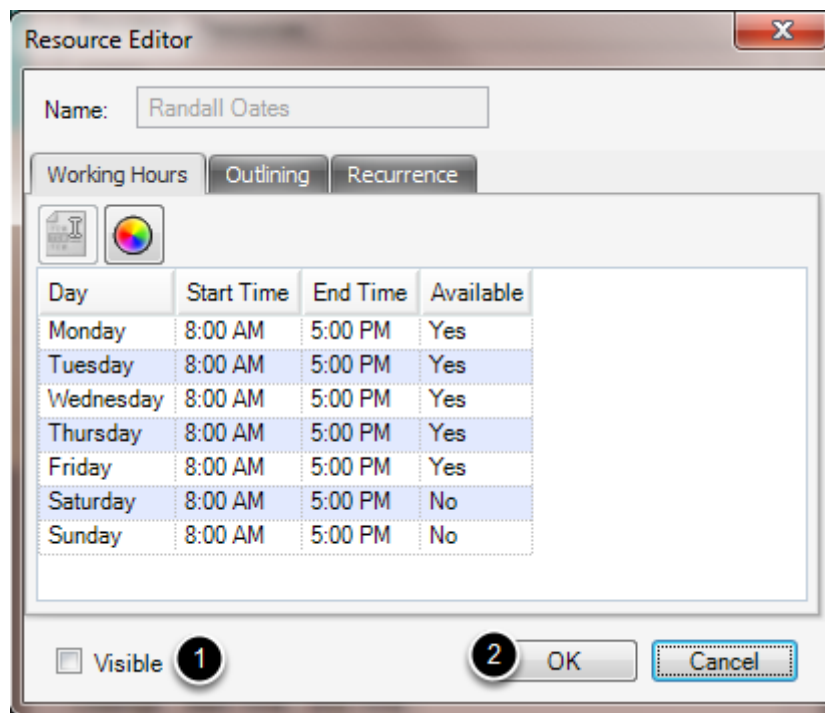 Resource Editor
Name: Randall Oates
Working Hours Outlining Recurrence
Day Start Time End Time Available
Monday 8:00 AM 5:00 PM Yes
Tuesday 8:00 AM 5:00 PM Yes
Wednesday 8:00 AM 5:00 PM Yes
Thursday 8:00 AM 5:00 PM Yes
Friday 8:00 AM 5:00 PM Yes
Saturday 8:00 AM 5:00 PM No
Sunday 8:00 AM 5:00 PM No
Visible 1 2 OK Cancel